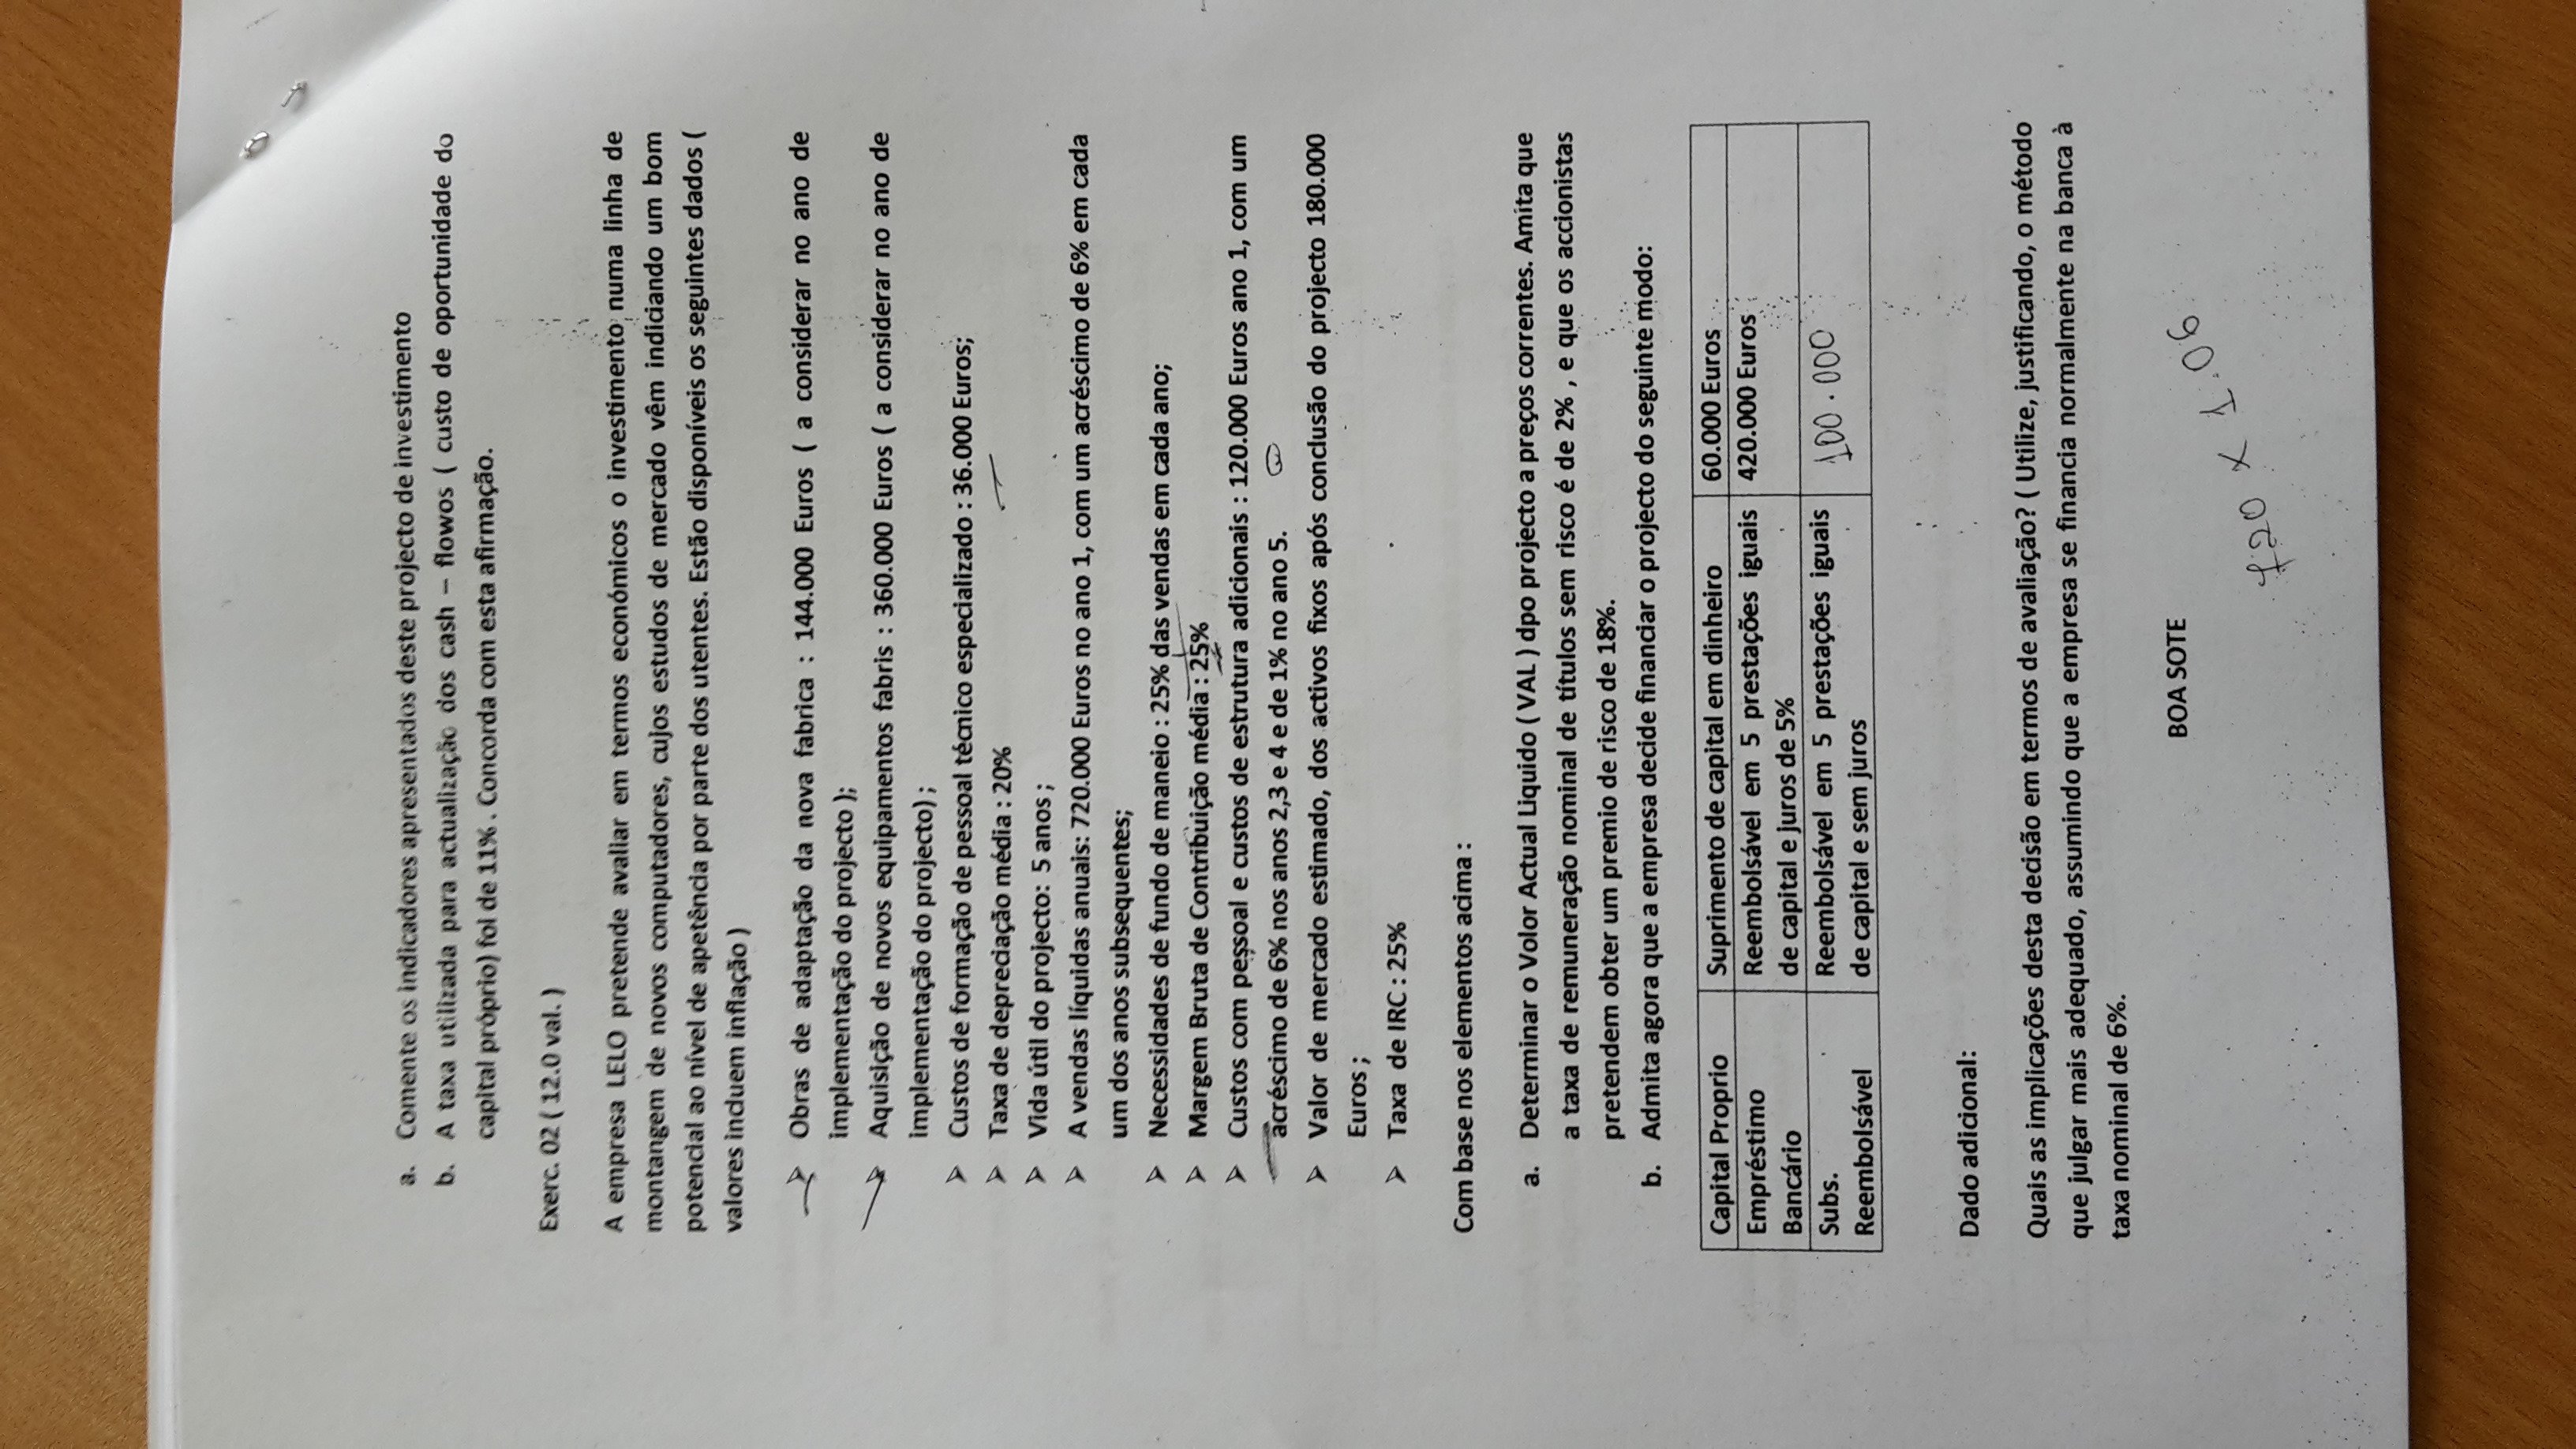 a. Comente os indicadores apresentados deste projecto de investimento
b. A taxa utilizada para actualização dos cash – flowos ( custo de oportunidade do
capital próprio) foi de 11% . Concorda com esta afirmação.
Exerc. 02 ( 12.0 val. )
A empresa LELO pretende avaliar em termos económicos o investimento numa linha de
montangem de novos computadores, cujos estudos de mercado vêm indiciando um bom
potencial ao nível de apetência por parte dos utentes. Estão disponíveis os seguintes dados (
valores incluem inflação )
Obras de adaptação da nova fabrica : 144.000 Euros ( a considerar no ano de
implementação do projecto );
Aquisição de novos equipamentos fabris : 360.000 Euros ( a considerar no ano de
implementação do projecto) ;
Custos de formação de pessoal técnico especializado : 36.000 Euros;
Taxa de depreciação média : 20%
Vida útil do projecto: 5 anos ;
A vendas líquidas anuais: 720.000 Euros no ano 1, com um acréscimo de 6% em cada
um dos anos subsequentes;
Necessidades de fundo de maneio : 25% das vendas em cada ano;
Margem Bruta de Contribuição média : 25%
Custos com pessoal e custos de estrutura adicionais : 120.000 Euros ano 1, com um
acréscimo de 6% nos anos 2,3 e 4 e de 1% no ano 5.
Valor de mercado estimado, dos activos fixos após conclusão do projecto 180.000
Euros ;
Taxa de IRC : 25%
Com base nos elementos acima :
a. Determinar o Volor Actual Liquido ( VAL ) dpo projecto a preços correntes. Amita que
a taxa de remuneração nominal de títulos sem risco é de 2% , e que os accionistas
pretendem obter um premio de risco de 18%.
b. Admita agora que a empresa decide financiar o projecto do seguinte modo:
Capital Proprio Suprimento de capital em dinheiro 60.000 Euros
Empréstimo Reembolsável em 5 prestações iguais 420.000 Euros
Bancário de capital e juros de 5%
Subs. Reembolsável em 5 prestações iguais 100.000
Reembolsável de capital e sem juros
Dado adicional:
Quais as implicações desta decisão em termos de avaliação? ( Utilize, justificando, o método
que julgar mais adequado, assumindo que a empresa se financia normalmente na banca à
taxa nominal de 6%.
BOA SOTE
720 x 1.06